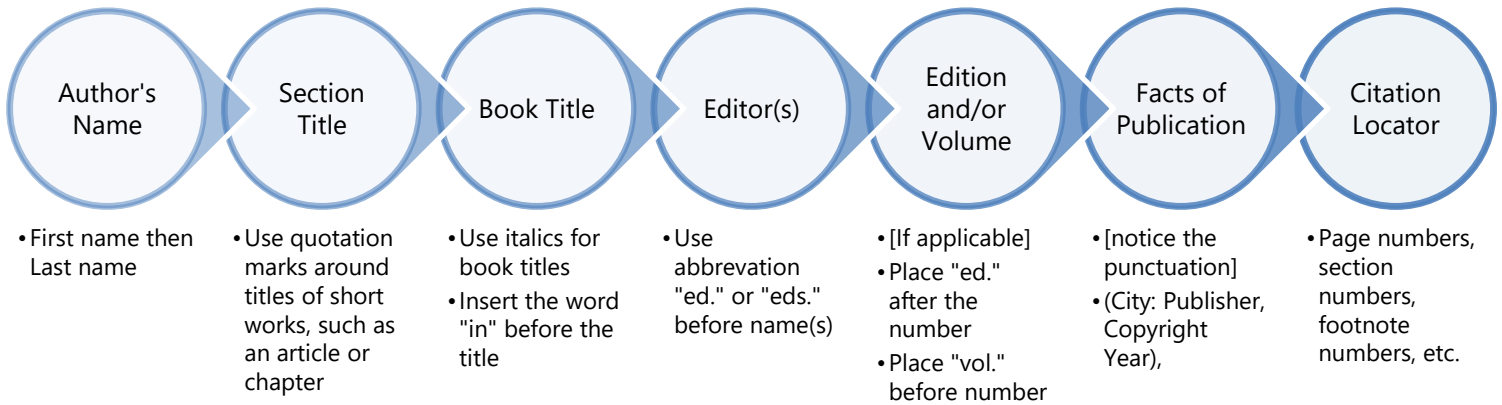 Author's
Name
Section
Title
Book Title
Editor(s)
Edition
and/or
Volume
Facts of
Publication
Citation
Locator
•First name then
Last name
•Use quotation
marks around
titles of short
works, such as
an article or
chapter
•Use italics for
book titles
•Insert the word
"in" before the
title
•Use
abbrevation
"ed." or "eds."
before name(s)
•[If applicable]
•Place "ed."
after the
number
•Place "vol."
before number
•[notice the
punctuation]
•(City: Publisher,
Copyright
Year),
•Page numbers,
section
numbers,
footnote
numbers, etc.